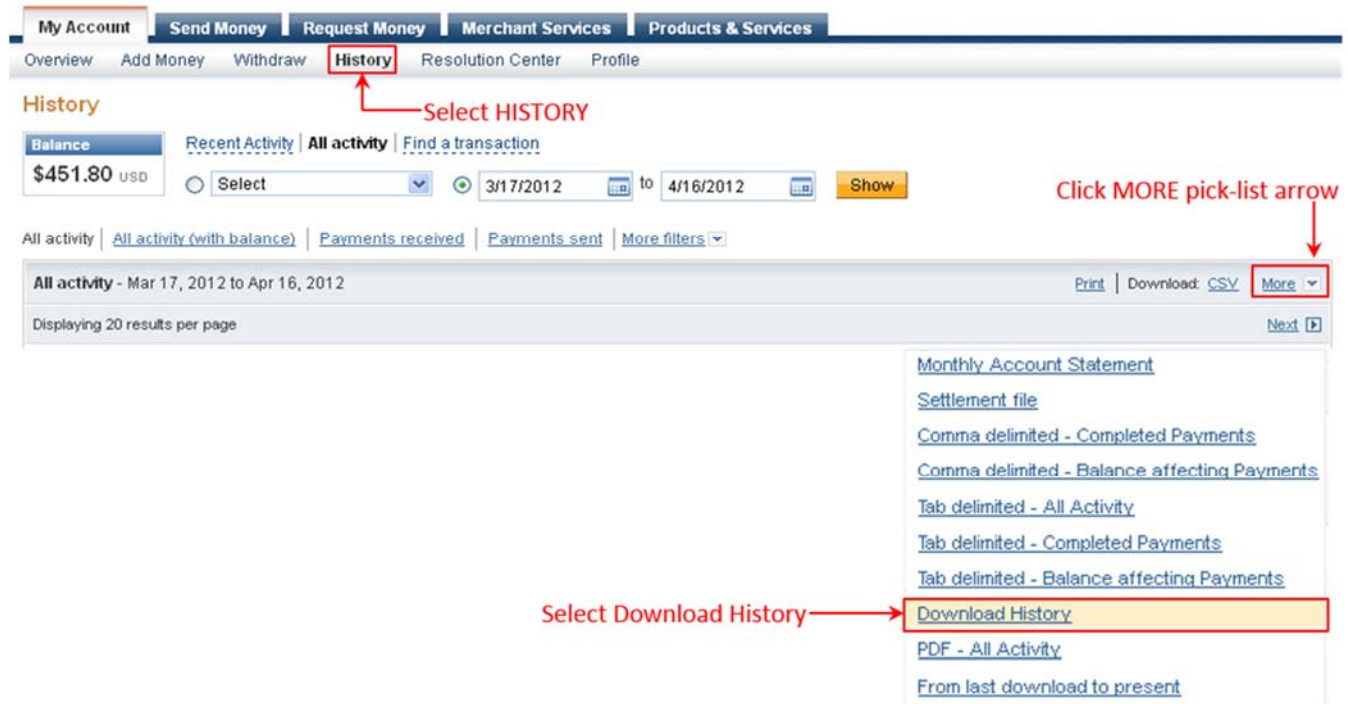 My Account Send Money Request Money Merchant Services Products & Services
Overview Add Money Withdraw History Resolution Center Profile
History
Select HISTORY
Balance
$451.80 USD
Recent Activity | All activity | Find a transaction
Select 3/17/2012 to 4/16/2012 Show
Click MORE pick-list arrow
All activity | All activity (with balance) | Payments received | Payments sent | More filters
All activity - Mar 17, 2012 to Apr 16, 2012 Print | Download: CSV More
Displaying 20 results per page Next
Monthly Account Statement
Settlement file
Comma delimited - Completed Payments
Comma delimited - Balance affecting Payments
Tab delimited - All Activity
Tab delimited - Completed Payments
Tab delimited - Balance affecting Payments
Select Download History Download History
PDF - All Activity
From last download to present